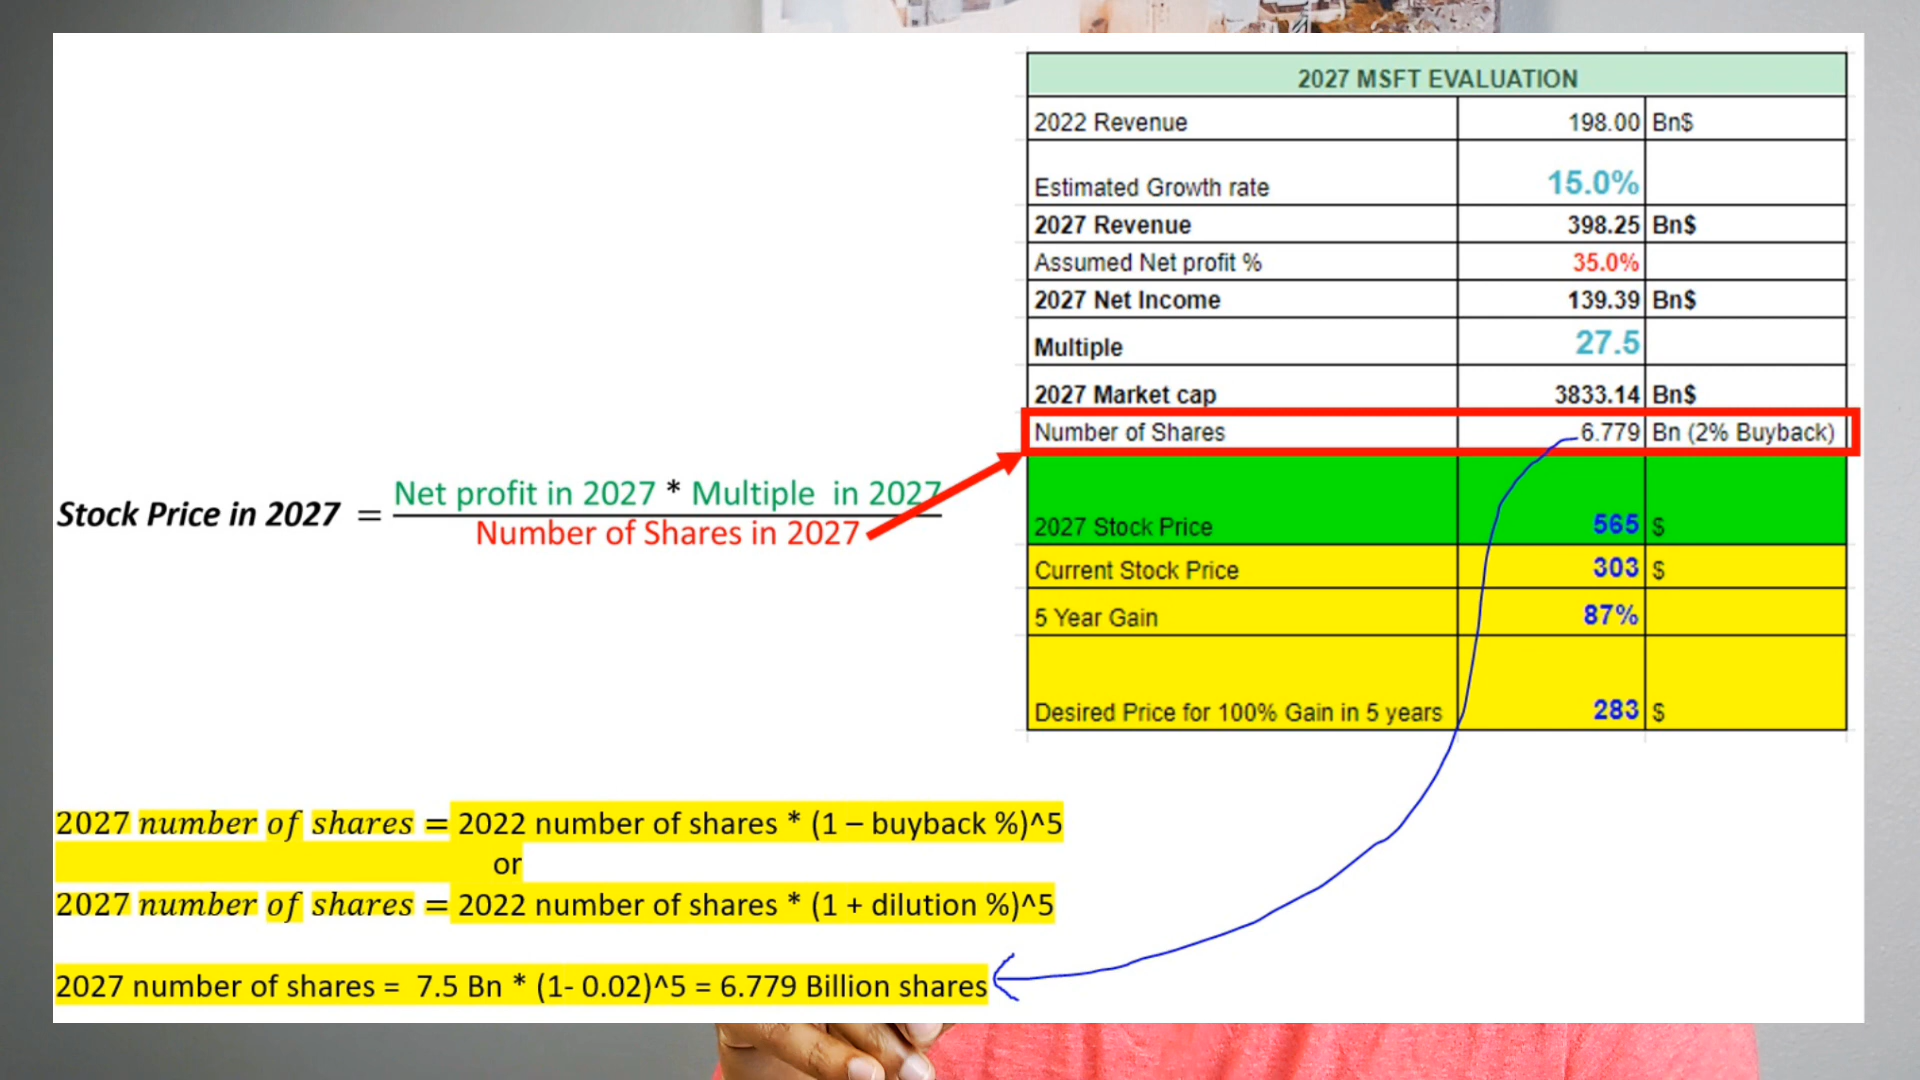 2027 MSFT EVALUATION
2022 Revenue 198.00 Bn$
Estimated Growth rate 15.0%
2027 Revenue 398.25 Bn$
Assumed Net profit % 35.0%
2027 Net Income 139.39 Bn$
Multiple 27.5
2027 Market cap 3833.14 Bn$
Number of Shares 6.779 Bn (2% Buyback)
2027 Stock Price 565 $
Current Stock Price 303 $
5 Year Gain 87%
Desired Price for 100% Gain in 5 years 283 $
Net profit in 2027 * Multiple in 2027
Stock Price in 2027 =
Number of Shares in 2027
2027 number of shares = 2022 number of shares * (1 – buyback %)^5
or
2027 number of shares = 2022 number of shares * (1 + dilution %)^5
2027 number of shares = 7.5 Bn * (1- 0.02)^5 = 6.779 Billion shares